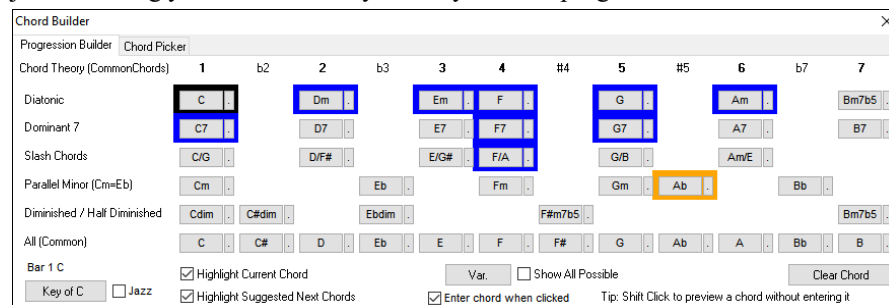 Chord Builder
Progression Builder Chord Picker
Chord Theory (CommonChords) 1 b2 2 b3 3 4 #4 5 #5 6 b7 7
Diatonic C . Dm . Em . F . G . Am . Bm7b5 .
Dominant 7 C7 . D7 . E7 . F7 . G7 . A7 . B7 .
Slash Chords C/G . D/F# . E/G# . F/A . G/B . Am/E .
Parallel Minor (Cm=Eb) Cm . Eb . Fm . Gm . Ab . Bb .
Diminished / Half Diminished Cdim . C#dim . Ebdim . F#m7b5 . Bm7b5 .
All (Common) C . C# . D . Eb . E . F . F# . G . Ab . A . Bb . B .
Bar 1 C Highlight Current Chord Var. Show All Possible Clear Chord
Key of C Jazz Highlight Suggested Next Chords Enter chord when clicked Tip: Shift Click to preview a chord without entering it